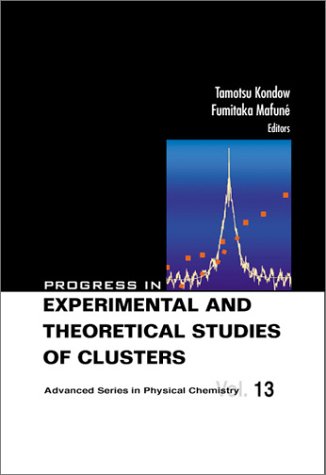 Tamotsu Kondow
Fumitaka Mafuné
Editors
PROGRESS IN
EXPERIMENTAL AND
THEORETICAL STUDIES
OF CLUSTERS
Advanced Series in Physical Chemistry Vol. 13